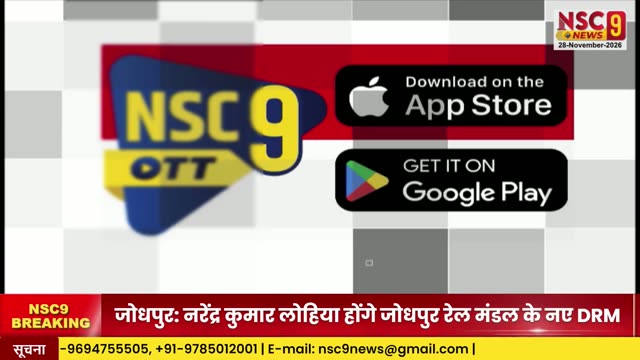 NSC 9
NEWS
28-November-2026
NSC 9
OTT
Download on the
App Store
GET IT ON
Google Play
NSC9
BREAKING
जोधपुर: नरेंद्र कुमार लोहिया होंगे जोधपुर रेल मंडल के नए DRM
सूचना
-9694755505, +91-9785012001 | E-mail: nsc9news@gmail.com |